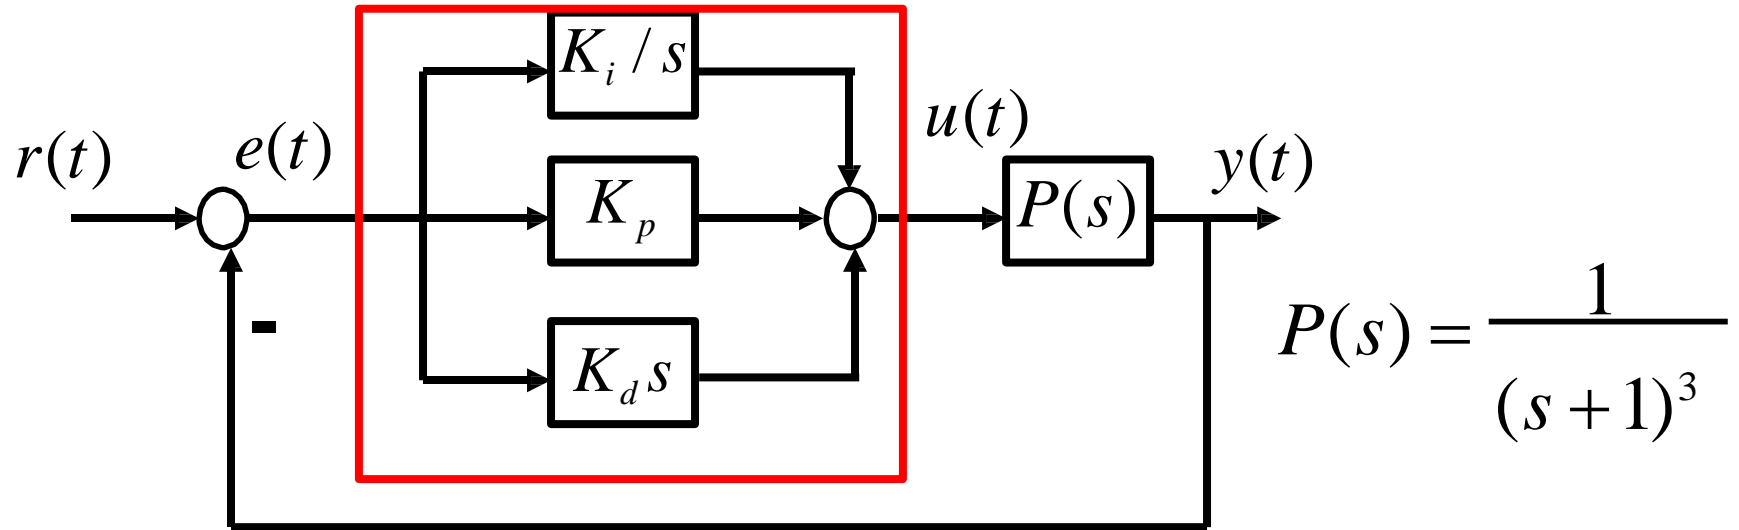 K_i / s
r(t) e(t) u(t) y(t)
K_p P(s)
-
K_d s
P(s) = 1 / (s + 1)^3